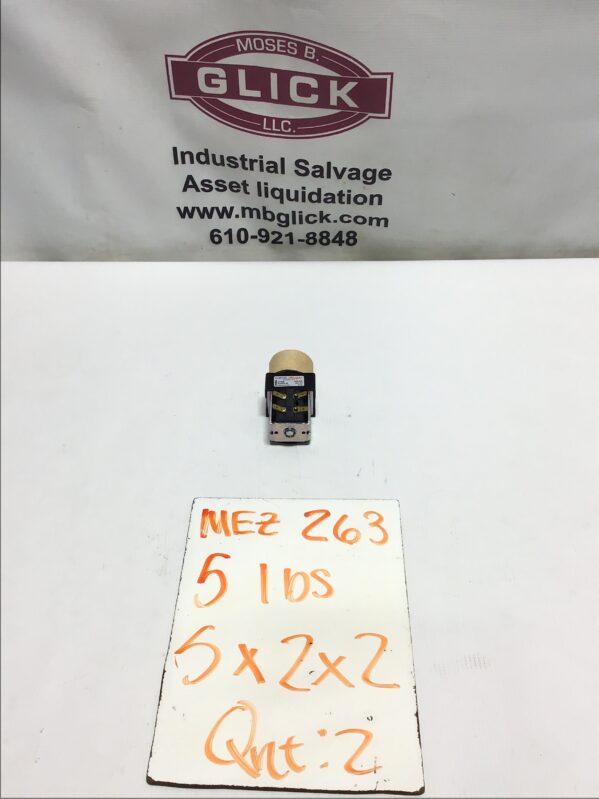 MOSES B.
GLICK
LLC.
Industrial Salvage
Asset liquidation
www.mbglick.com
610-921-8848
MEZ 263
5 lbs
5x2x2
Qnt: 2